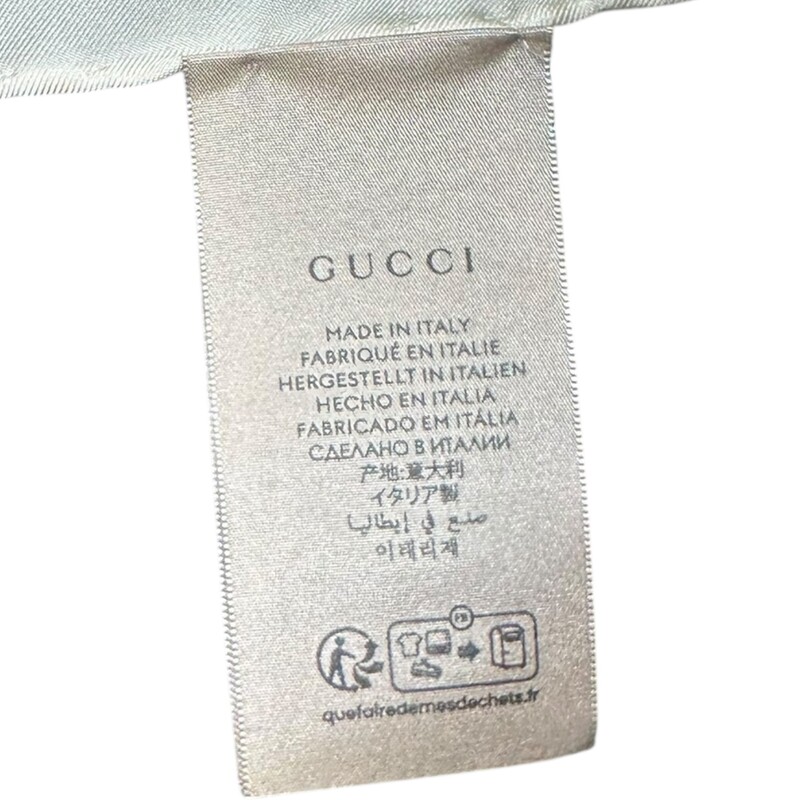 GUCCI
MADE IN ITALY
FABRIQUÉ EN ITALIE
HERGESTELLT IN ITALIEN
HECHO EN ITALIA
FABRICADO EM ITÁLIA
СДЕЛАНО В ИТАЛИИ
产地:意大利
イタリア製
صنع في إيطاليا
이태리제
FR
quefairedemesdechets.fr